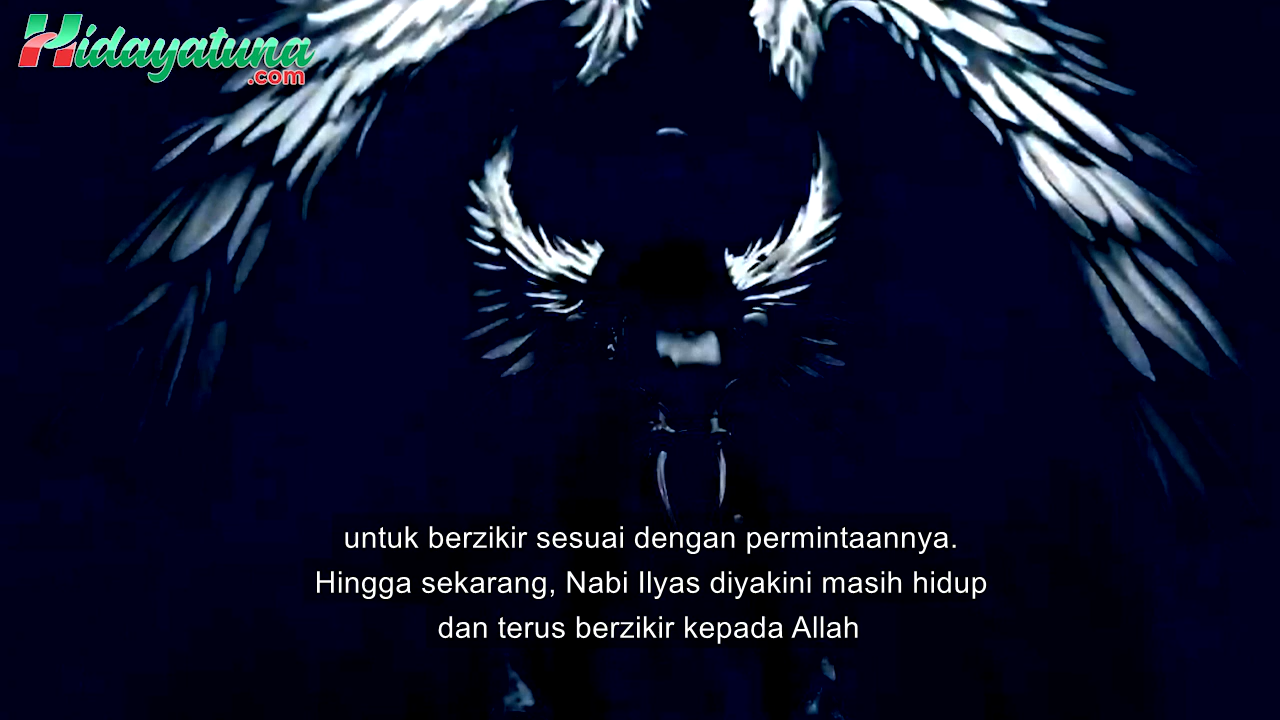 Hidayatuna
.com
untuk berzikir sesuai dengan permintaannya.
Hingga sekarang, Nabi Ilyas diyakini masih hidup
dan terus berzikir kepada Allah